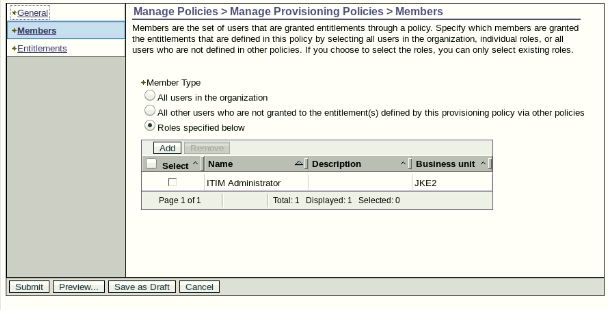 General
Members
Entitlements
Manage Policies > Manage Provisioning Policies > Members
Members are the set of users that are granted entitlements through a policy. Specify which members are granted
the entitlements that are defined in this policy by selecting all users in the organization, individual roles, or all
users who are not defined in other policies. If you choose to select the roles, you can only select existing roles.
Member Type
All users in the organization
All other users who are not granted to the entitlement(s) defined by this provisioning policy via other policies
Roles specified below
Add Remove
Select ^ Name Description ^ Business unit ^
ITIM Administrator JKE2
Page 1 of 1 Total: 1 Displayed: 1 Selected: 0
Submit Preview... Save as Draft Cancel